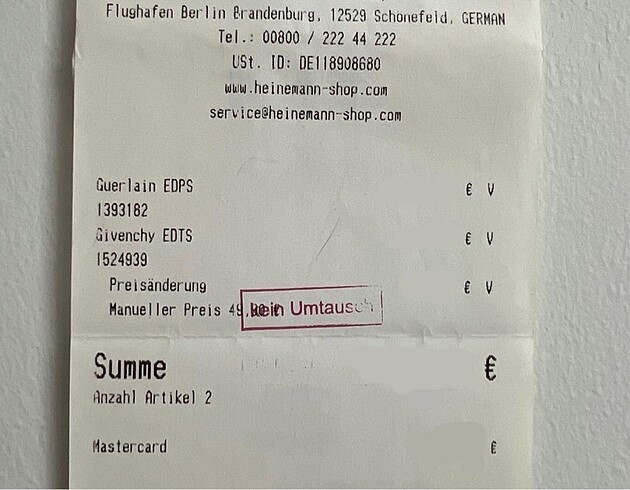 Flughafen Berlin Brandenburg, 12529 Schönefeld, GERMAN
Tel.: 00800 / 222 44 222
USt. ID: DE118908680
www.heinemann-shop.com
service@heinemann-shop.com
Guerlain EDPS € V
1393182
Givenchy EDTS € V
1524939
Preisänderung € V
Manueller Preis
kein Umtausch
Summe €
Anzahl Artikel 2
Mastercard €